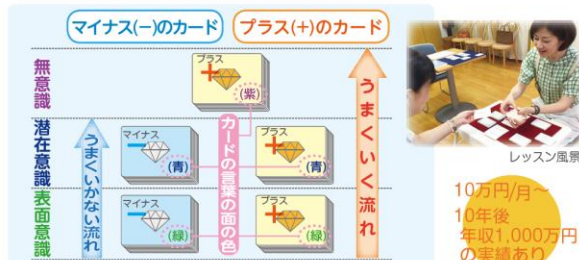 マイナス(−)のカード
プラス(+)のカード
無意識
潜在意識
表面意識
うまくいかない流れ
うまくいく流れ
カードの言葉の面の色
プラス
+
(紫)
マイナス
−
(青)
プラス
+
(青)
マイナス
−
(緑)
プラス
+
(緑)
レッスン風景
10万円/月〜
10年後
年収1,000万円
の実績あり